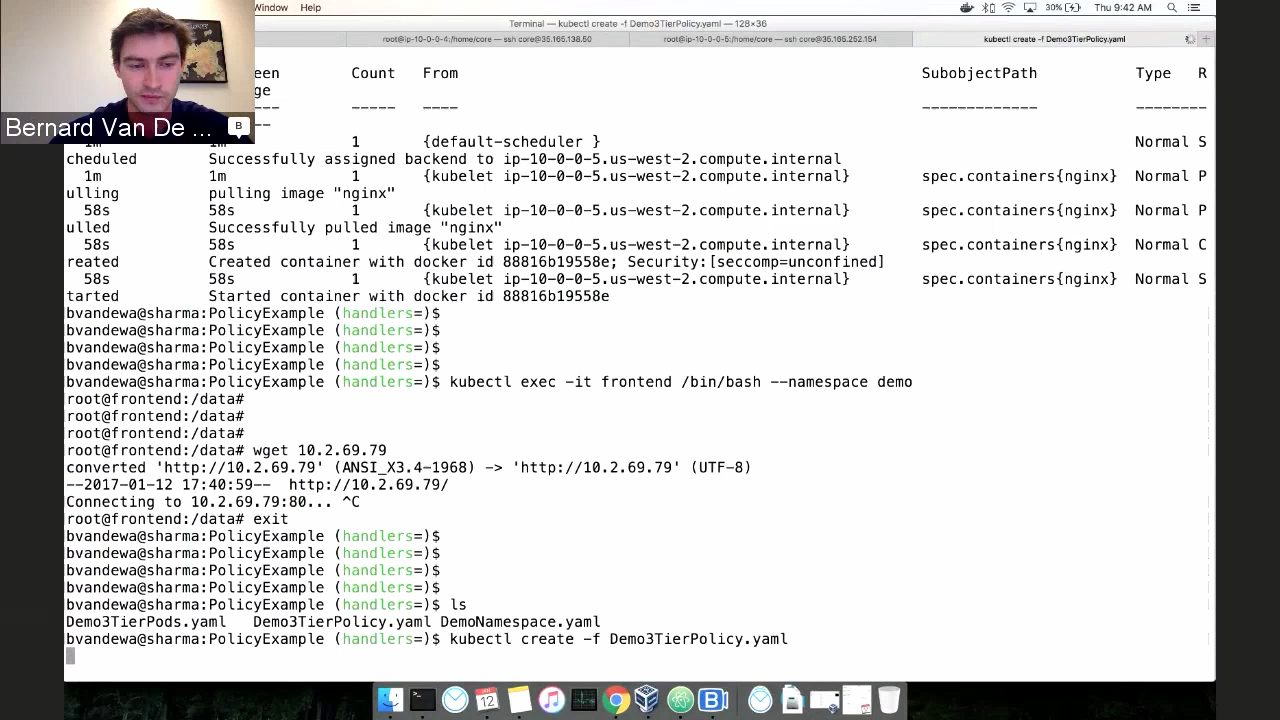 Window Help 30% Thu 9:42 AM
Terminal — kubectl create -f Demo3TierPolicy.yaml — 128×36
root@ip-10-0-0-4:/home/core — ssh core@35.165.138.50 root@ip-10-0-0-5:/home/core — ssh core@35.165.252.154 kubectl create -f Demo3TierPolicy.yaml
een Count From SubobjectPath Type R
ge
--- ----- ---- ------------- --------
--
1m 1m 1 {default-scheduler } Normal S
cheduled Successfully assigned backend to ip-10-0-0-5.us-west-2.compute.internal
1m 1m 1 {kubelet ip-10-0-0-5.us-west-2.compute.internal} spec.containers{nginx} Normal P
ulling pulling image "nginx"
58s 58s 1 {kubelet ip-10-0-0-5.us-west-2.compute.internal} spec.containers{nginx} Normal P
ulled Successfully pulled image "nginx"
58s 58s 1 {kubelet ip-10-0-0-5.us-west-2.compute.internal} spec.containers{nginx} Normal C
reated Created container with docker id 88816b19558e; Security:[seccomp=unconfined]
58s 58s 1 {kubelet ip-10-0-0-5.us-west-2.compute.internal} spec.containers{nginx} Normal S
tarted Started container with docker id 88816b19558e
bvandewa@sharma:PolicyExample (handlers=)$
bvandewa@sharma:PolicyExample (handlers=)$
bvandewa@sharma:PolicyExample (handlers=)$
bvandewa@sharma:PolicyExample (handlers=)$
bvandewa@sharma:PolicyExample (handlers=)$ kubectl exec -it frontend /bin/bash --namespace demo
root@frontend:/data#
root@frontend:/data#
root@frontend:/data#
root@frontend:/data# wget 10.2.69.79
converted 'http://10.2.69.79' (ANSI_X3.4-1968) -> 'http://10.2.69.79' (UTF-8)
--2017-01-12 17:40:59-- http://10.2.69.79/
Connecting to 10.2.69.79:80... ^C
root@frontend:/data# exit
bvandewa@sharma:PolicyExample (handlers=)$
bvandewa@sharma:PolicyExample (handlers=)$
bvandewa@sharma:PolicyExample (handlers=)$
bvandewa@sharma:PolicyExample (handlers=)$
bvandewa@sharma:PolicyExample (handlers=)$ ls
Demo3TierPods.yaml Demo3TierPolicy.yaml DemoNamespace.yaml
bvandewa@sharma:PolicyExample (handlers=)$ kubectl create -f Demo3TierPolicy.yaml
Bernard Van De ... B
12
B